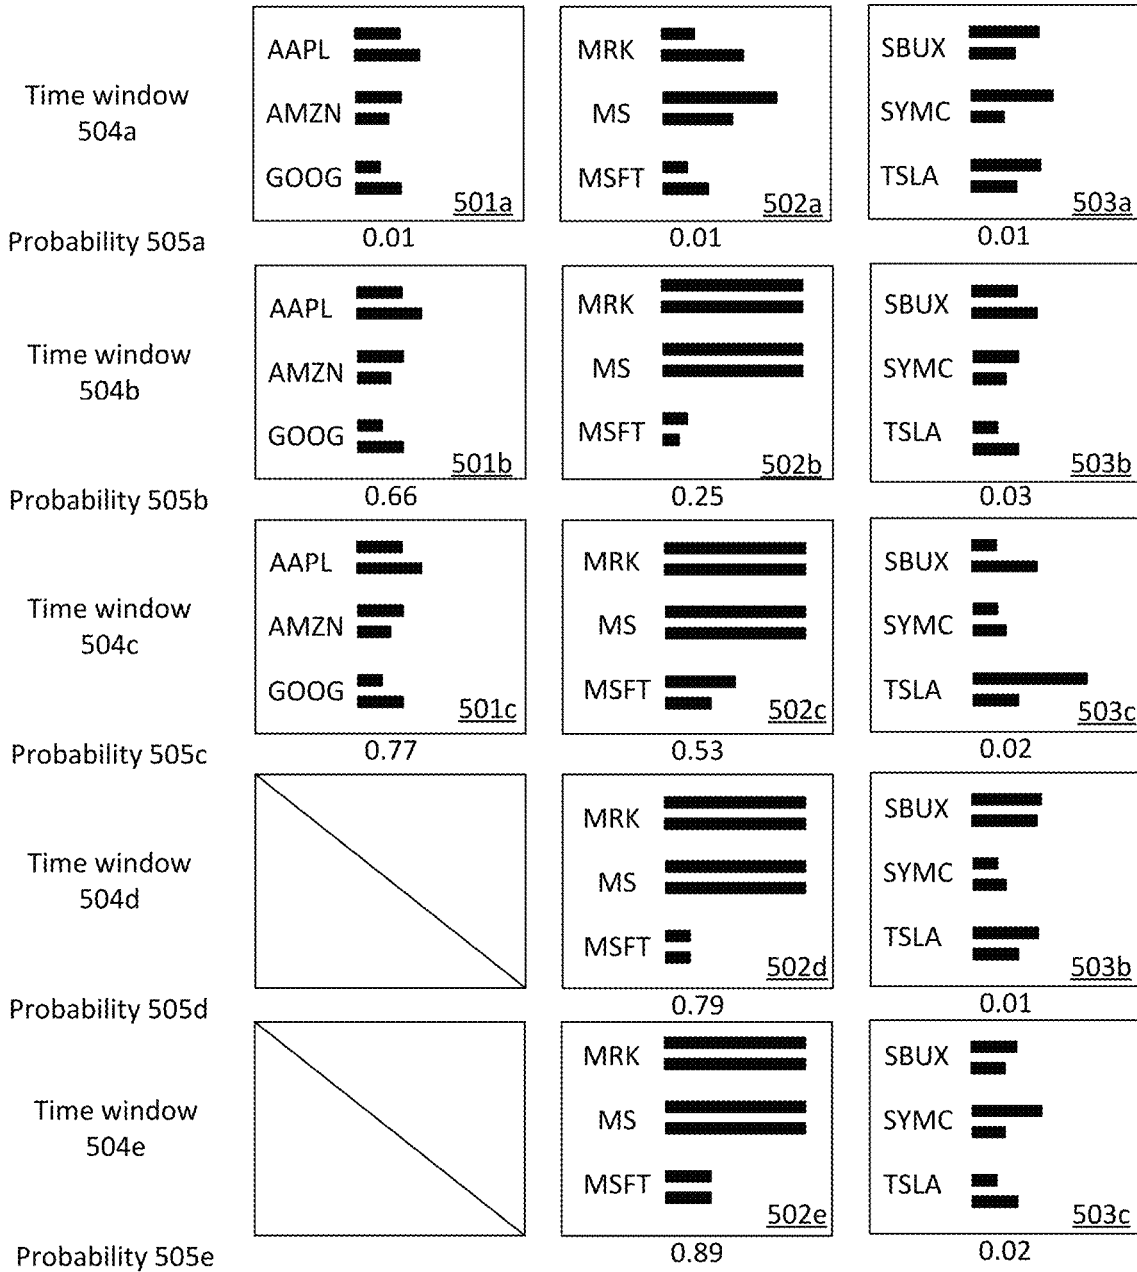 AAPL
AMZN
GOOG
501a
MRK
MS
MSFT
502a
SBUX
SYMC
TSLA
503a
Time window
504a
Probability 505a
0.01
0.01
0.01
AAPL
AMZN
GOOG
501b
MRK
MS
MSFT
502b
SBUX
SYMC
TSLA
503b
Time window
504b
Probability 505b
0.66
0.25
0.03
AAPL
AMZN
GOOG
501c
MRK
MS
MSFT
502c
SBUX
SYMC
TSLA
503c
Time window
504c
Probability 505c
0.77
0.53
0.02
MRK
MS
MSFT
502d
SBUX
SYMC
TSLA
503b
Time window
504d
Probability 505d
0.79
0.01
MRK
MS
MSFT
502e
SBUX
SYMC
TSLA
503c
Time window
504e
Probability 505e
0.89
0.02